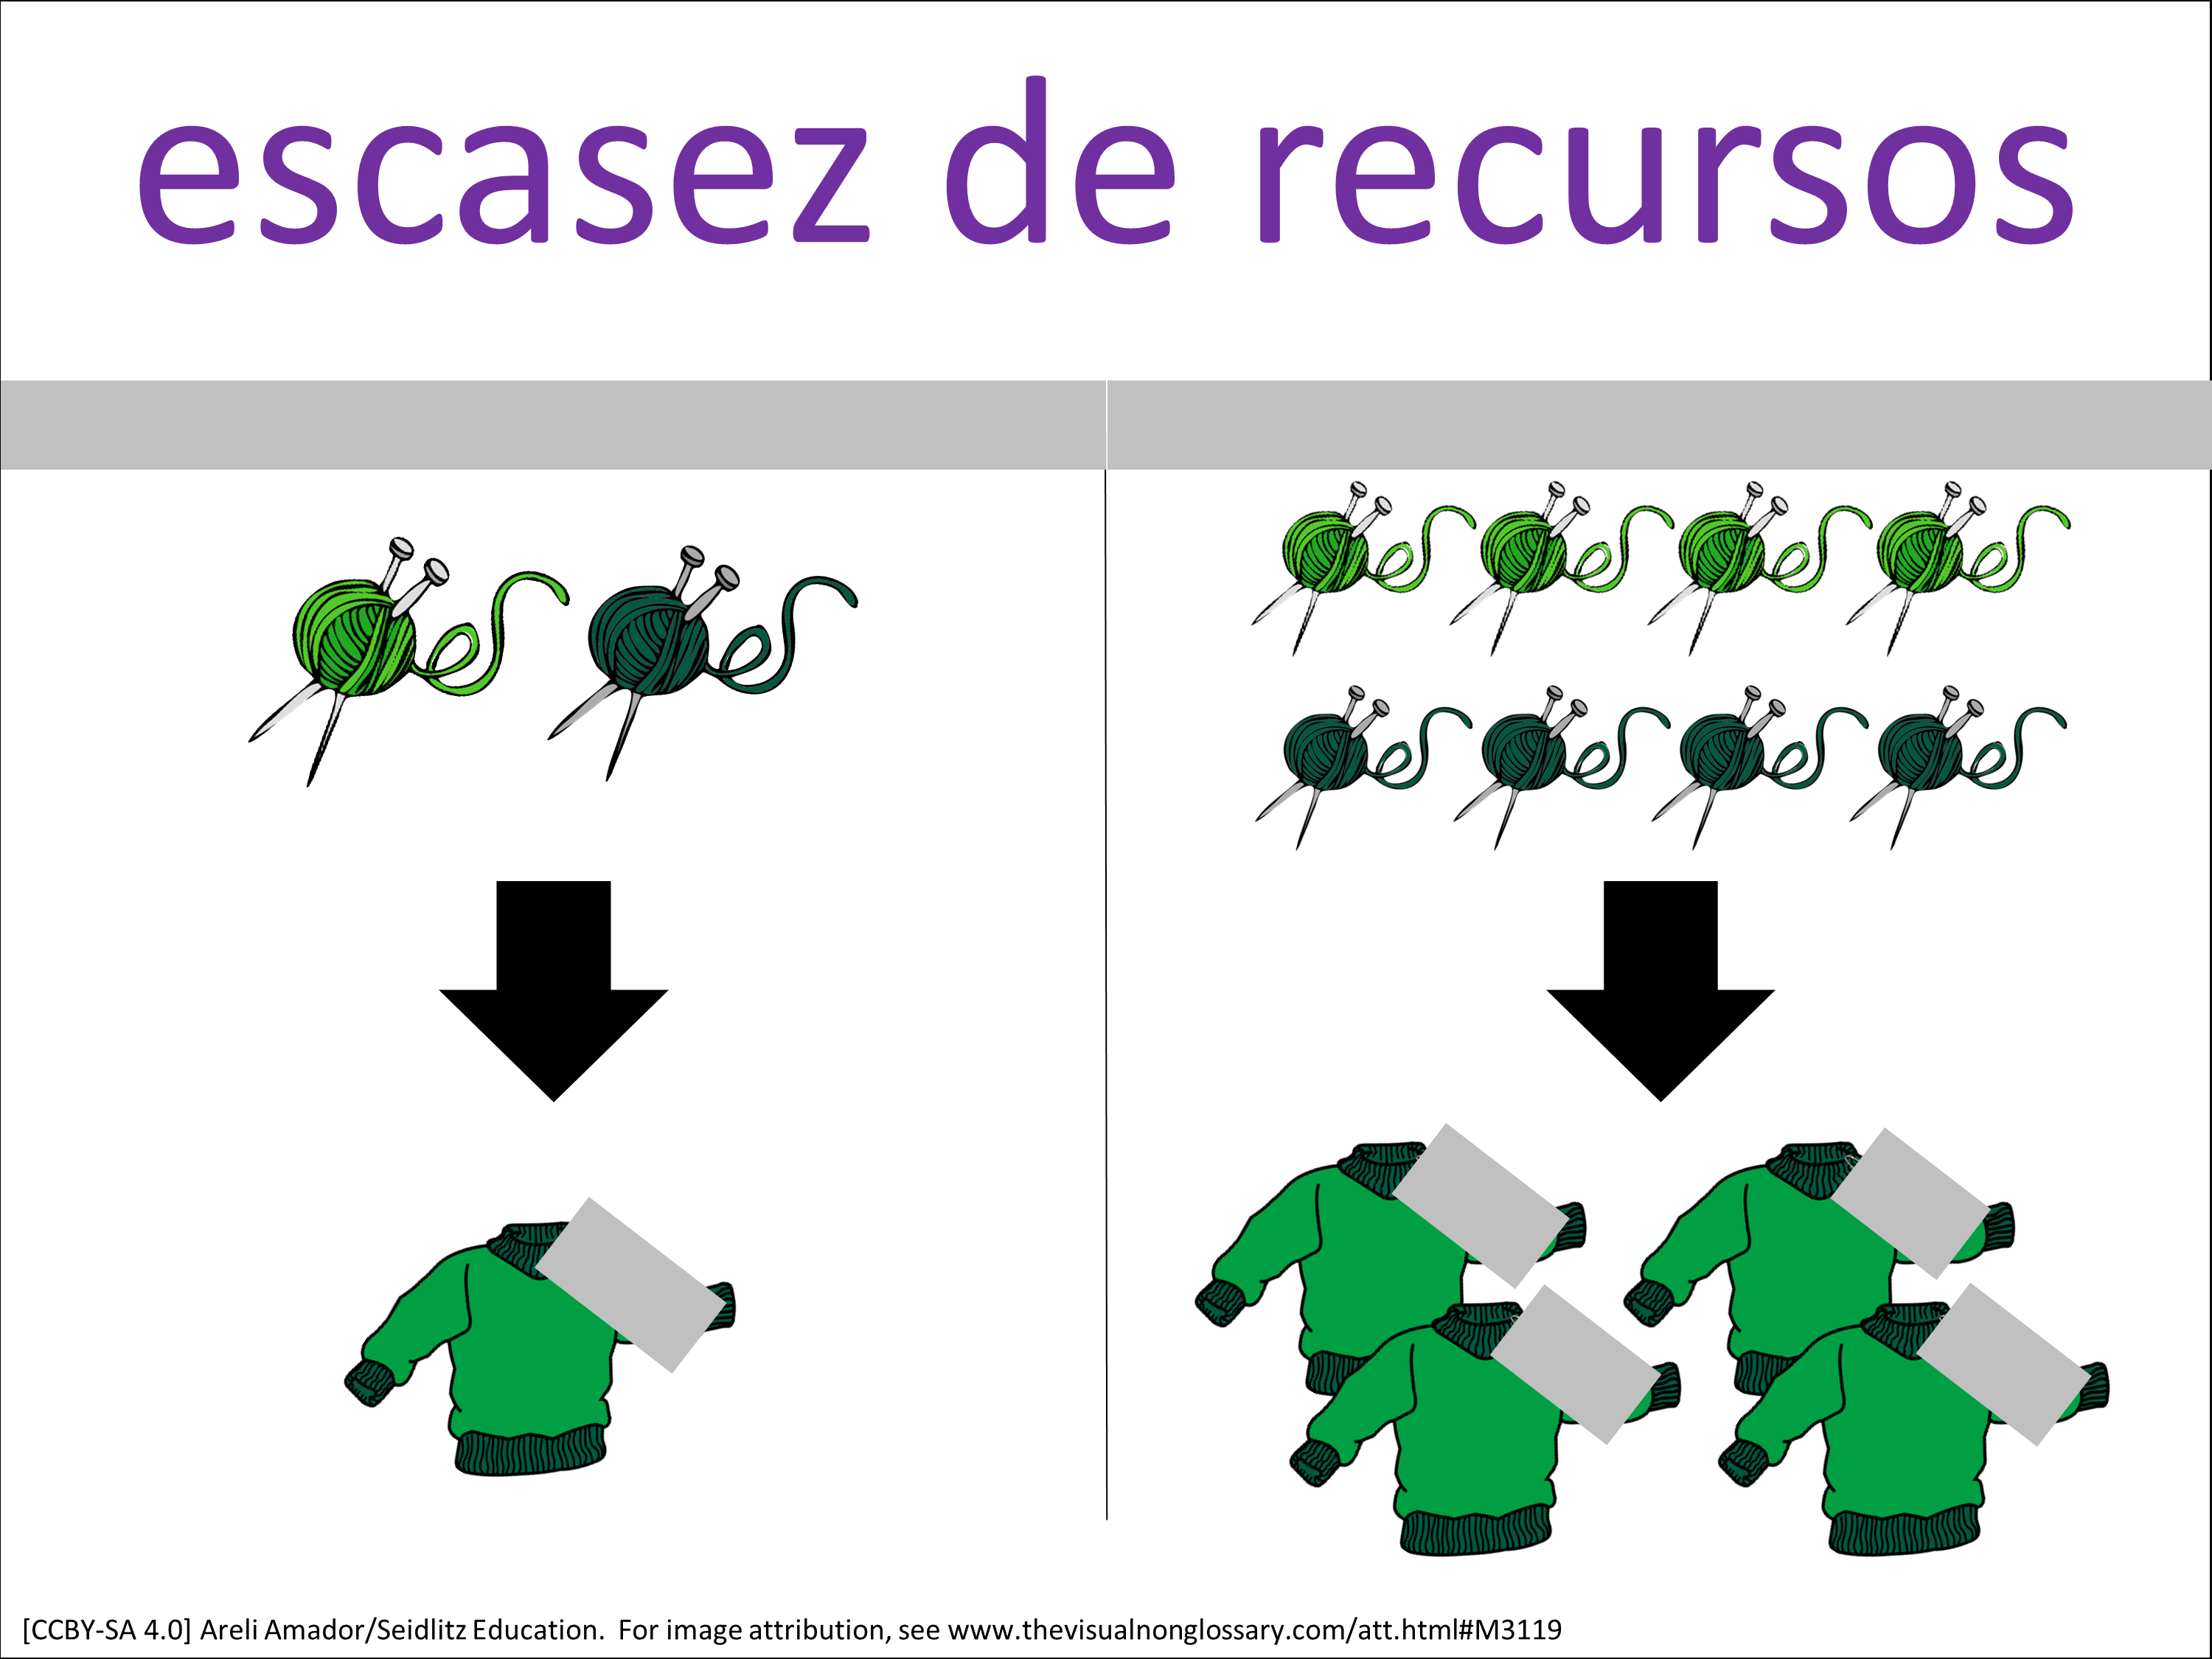 escasez de recursos
[CCBY-SA 4.0] Areli Amador/Seidlitz Education.  For image attribution, see www.thevisualnonglossary.com/att.html#M3119